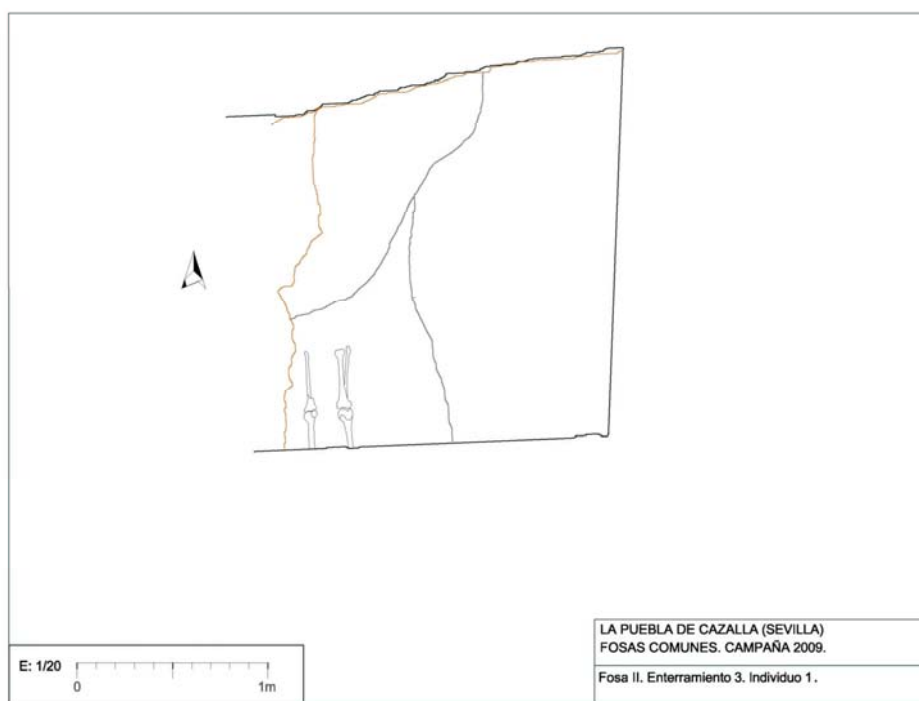 E: 1/20
0
1m
LA PUEBLA DE CAZALLA (SEVILLA)
FOSAS COMUNES. CAMPAÑA 2009.
Fosa II. Enterramiento 3. Individuo 1.